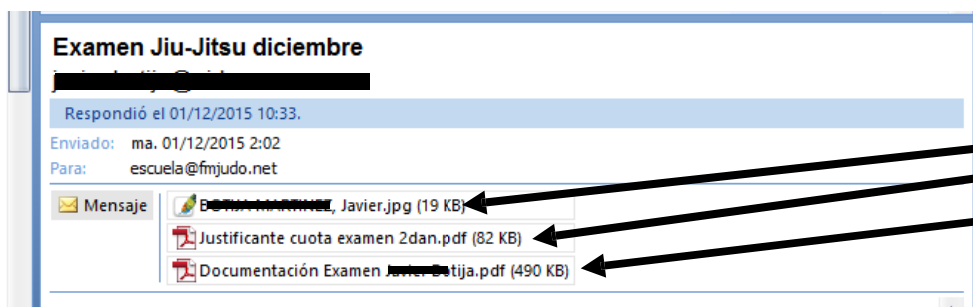 Examen Jiu-Jitsu diciembre
Respondió el 01/12/2015 10:33.
Enviado: ma. 01/12/2015 2:02
Para: escuela@fmjudo.net
Mensaje
, Javier.jpg (19 KB)
Justificante cuota examen 2dan.pdf (82 KB)
Documentación Examen .pdf (490 KB)